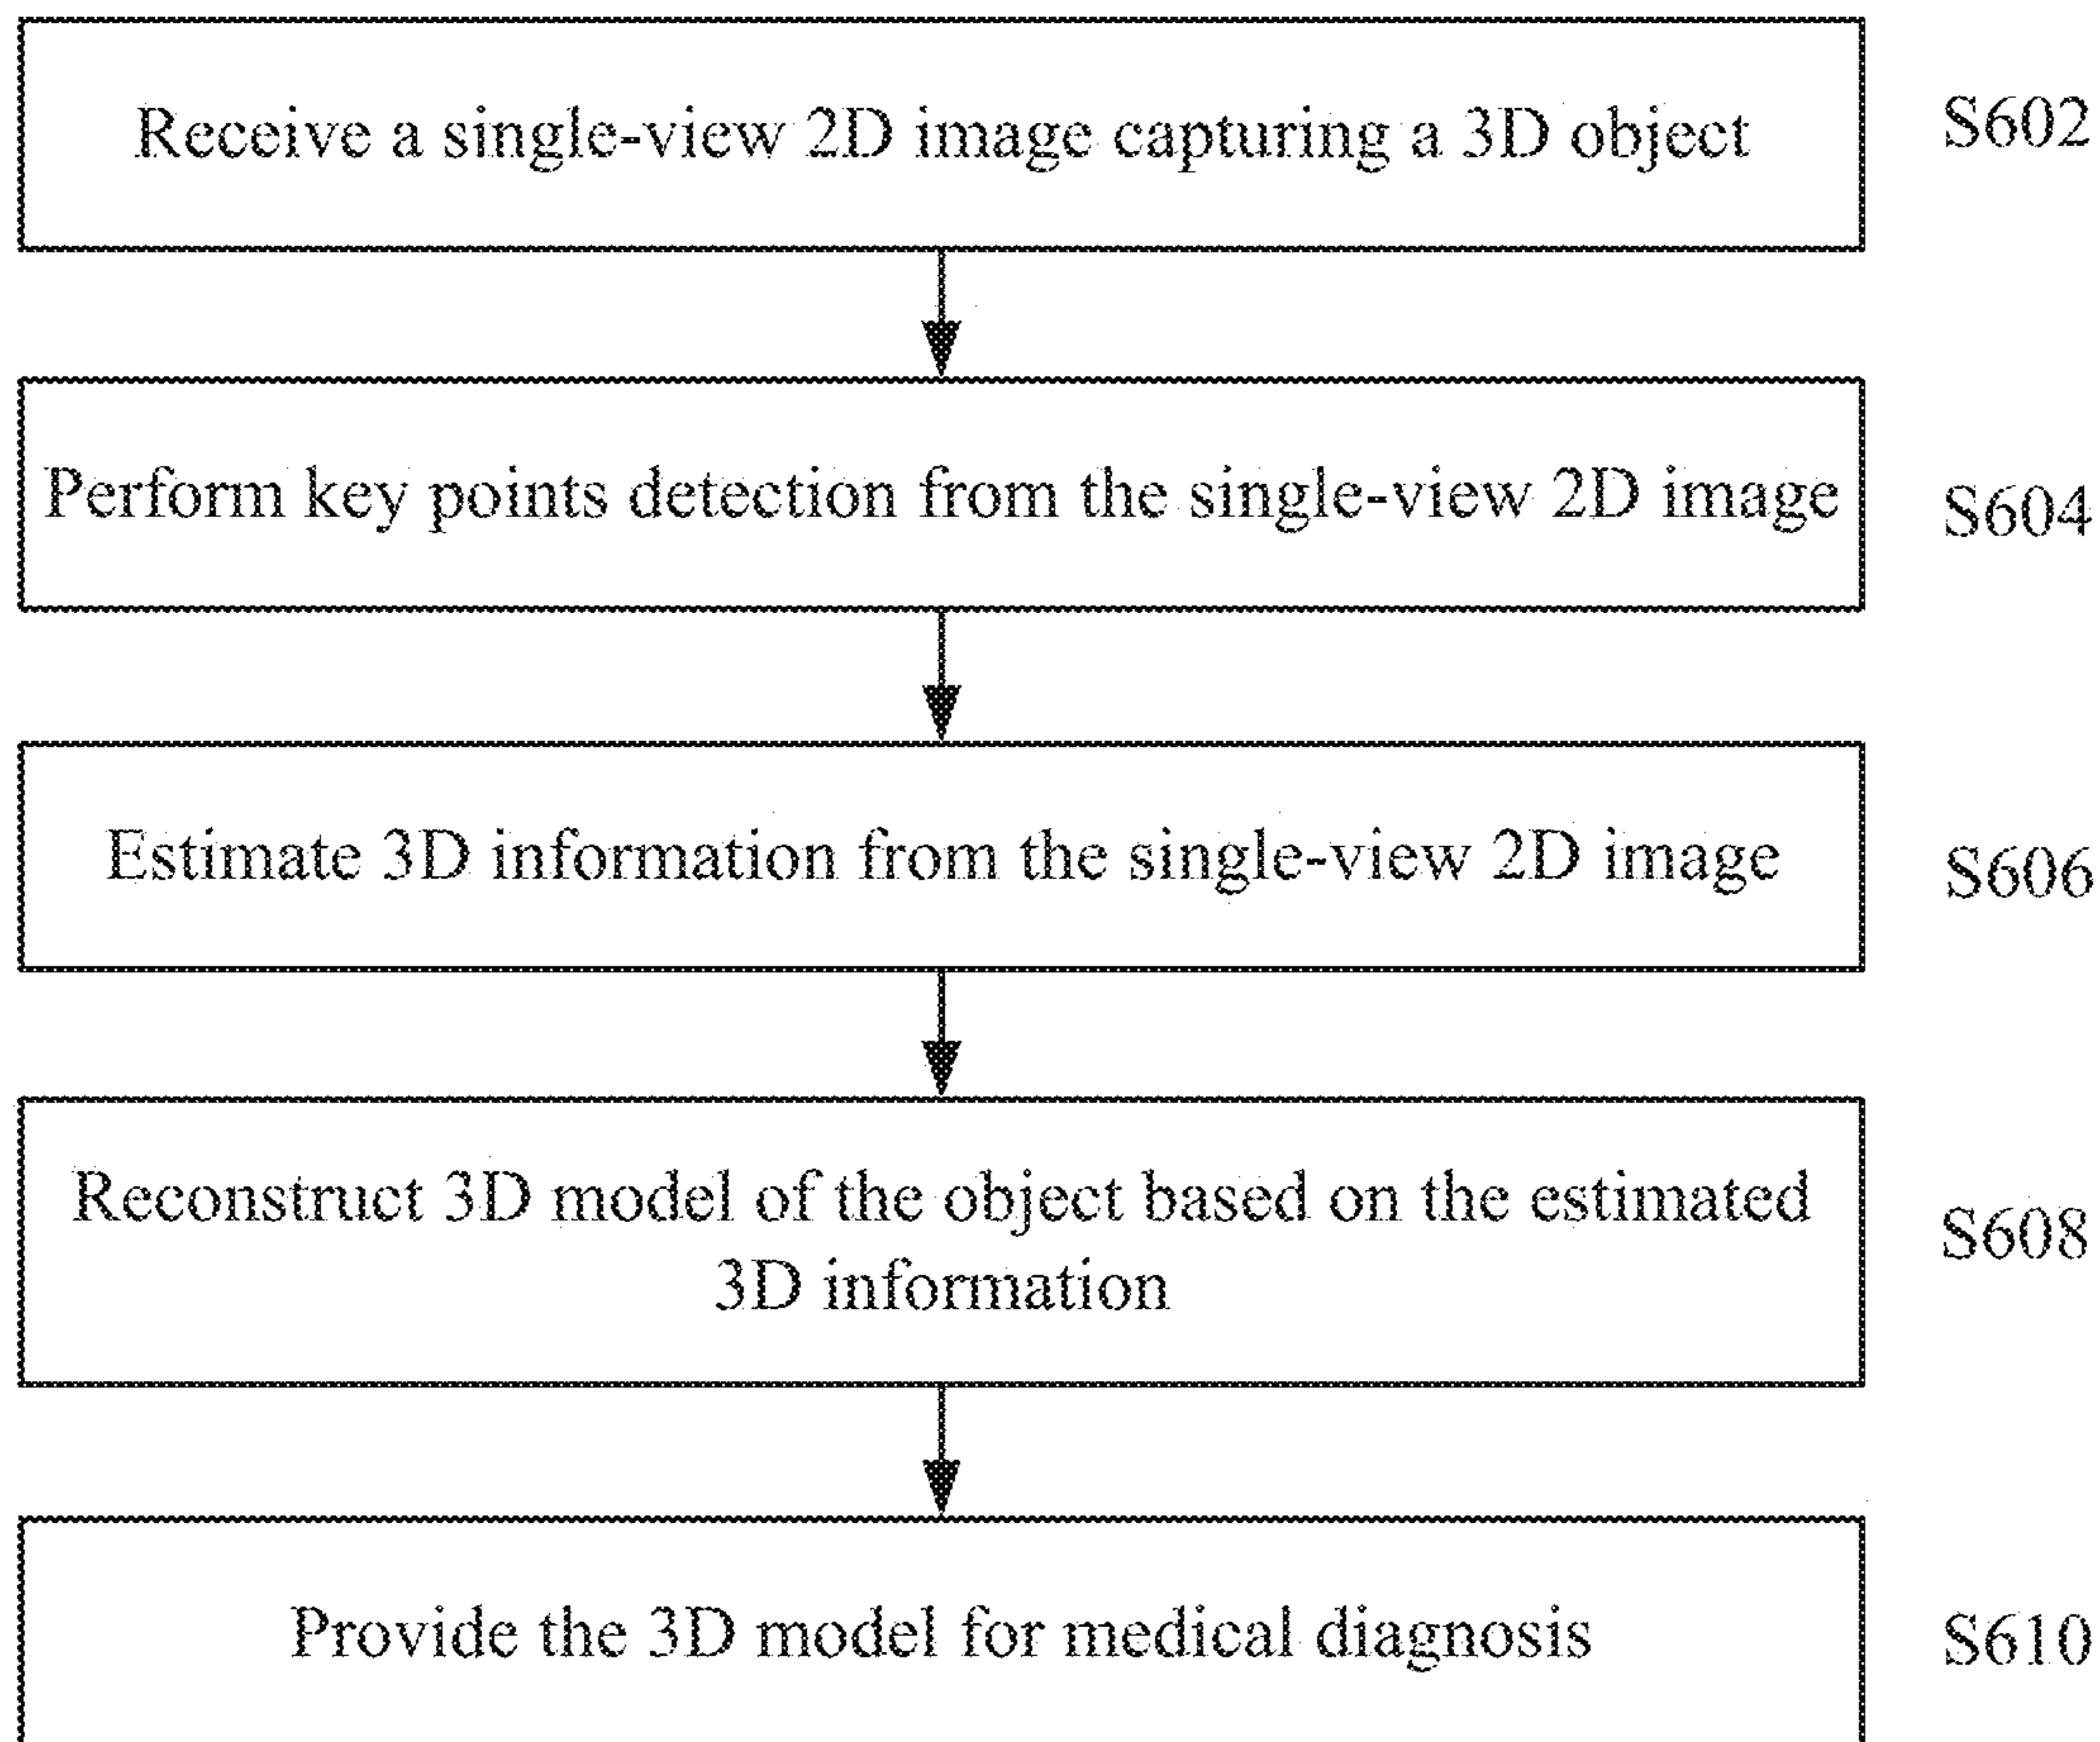 Receive a single-view 2D image capturing a 3D object
S602
Perform key points detection from the single-view 2D image
S604
Estimate 3D information from the single-view 2D image
S606
Reconstruct 3D model of the object based on the estimated
3D information
S608
Provide the 3D model for medical diagnosis
S610